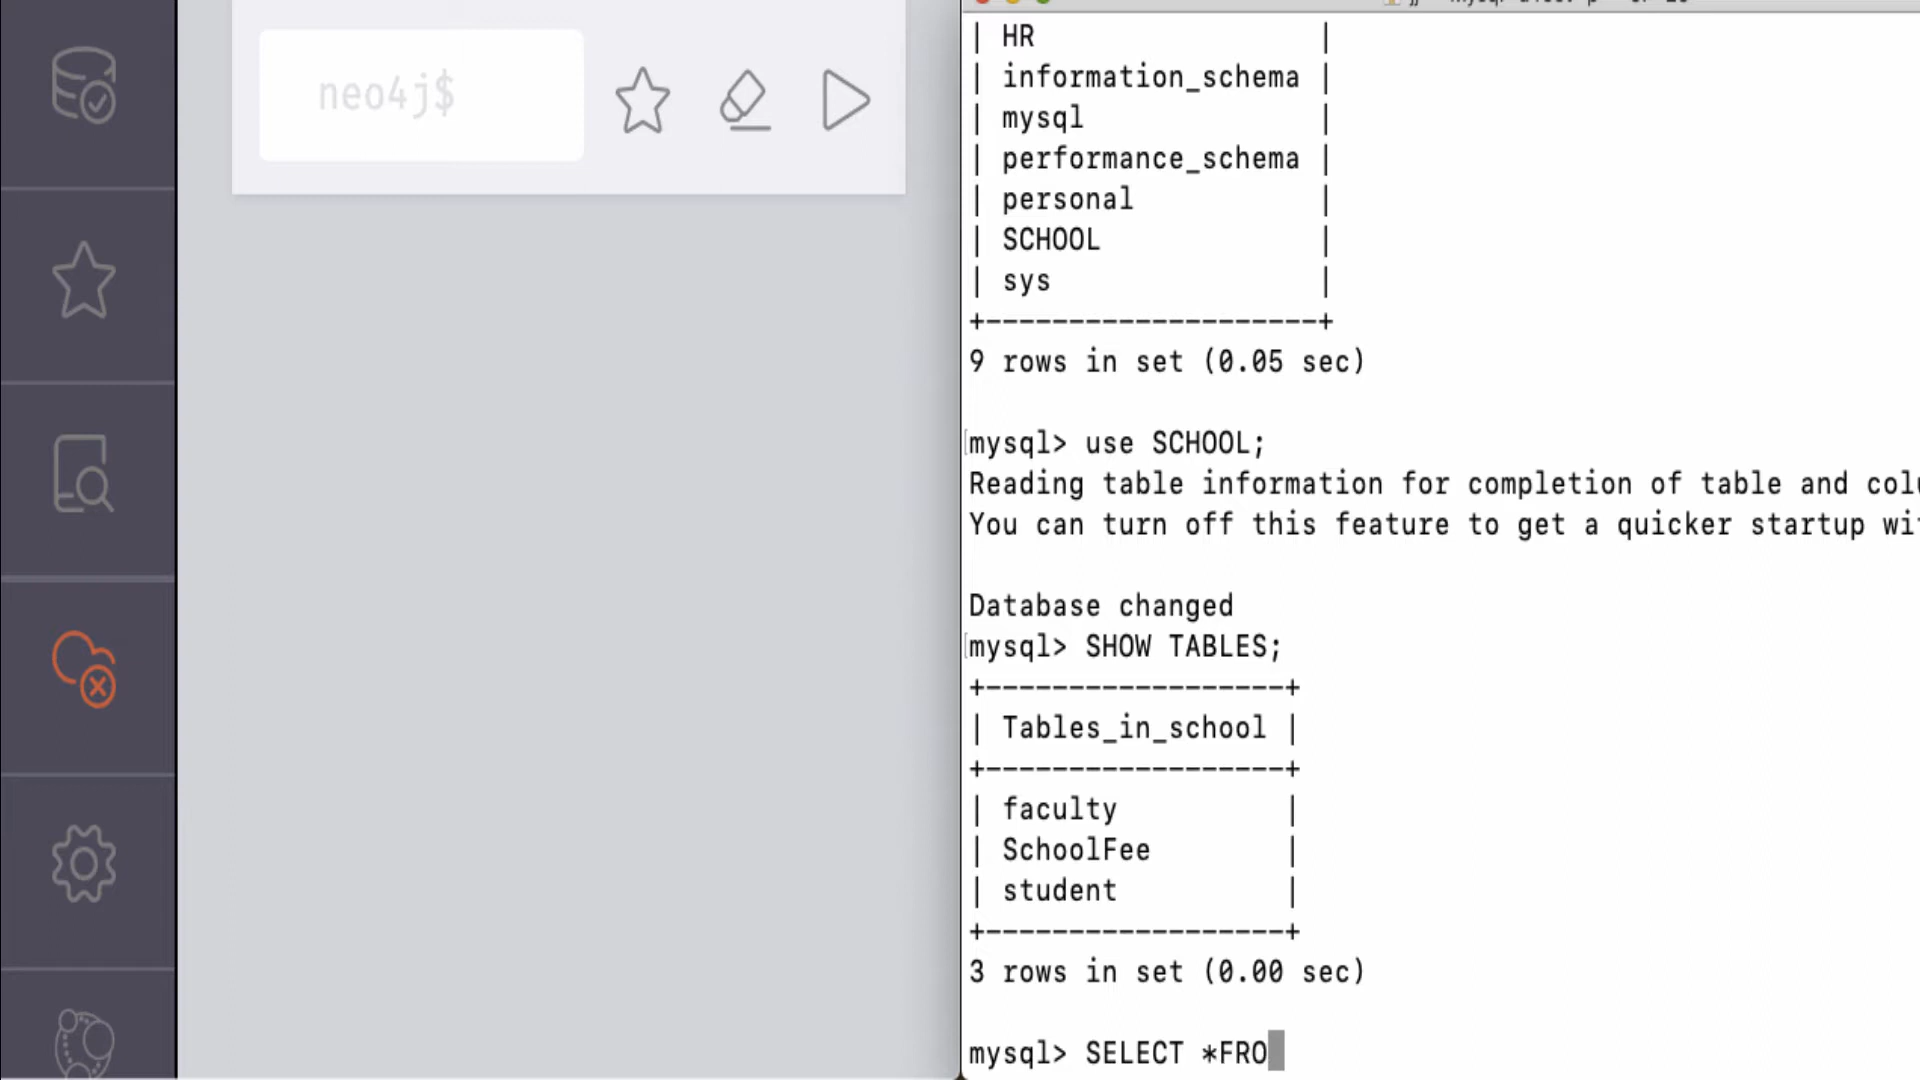 neo4j$
| HR |
| information_schema |
| mysql |
| performance_schema |
| personal |
| SCHOOL |
| sys |
+--------------------+
9 rows in set (0.05 sec)
mysql> use SCHOOL;
Reading table information for completion of table and
You can turn off this feature to get a quicker startup
Database changed
mysql> SHOW TABLES;
+------------------+
| Tables_in_school |
+------------------+
| faculty |
| SchoolFee |
| student |
+------------------+
3 rows in set (0.00 sec)
mysql> SELECT *FRO